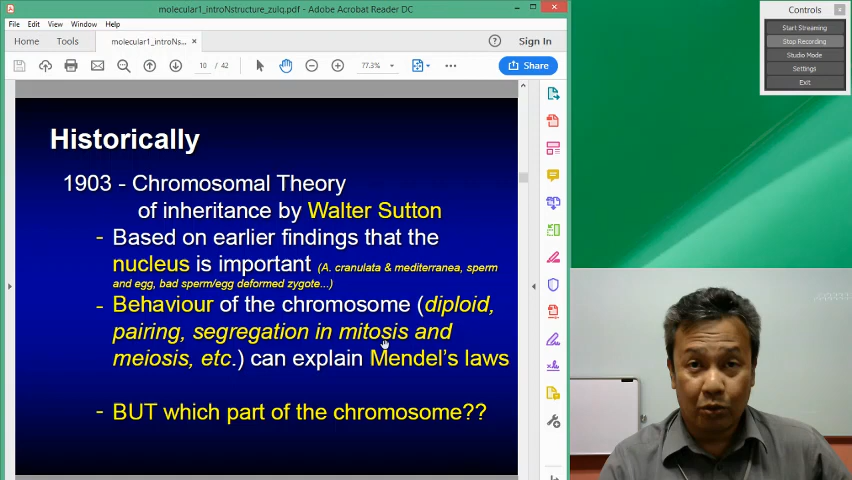 molecular1_introNstructure_zulq.pdf - Adobe Acrobat Reader DC
File Edit View Window Help
Home Tools molecular1_introNs... ×
? Sign In
10 / 42
77.3%
Share
Historically
1903 - Chromosomal Theory
of inheritance by Walter Sutton
- Based on earlier findings that the
nucleus is important (A. cranulata & mediterranea, sperm
and egg, bad sperm/egg deformed zygote...)
- Behaviour of the chromosome (diploid,
pairing, segregation in mitosis and
meiosis, etc.) can explain Mendel's laws
- BUT which part of the chromosome??
Controls
Start Streaming
Stop Recording
Studio Mode
Settings
Exit